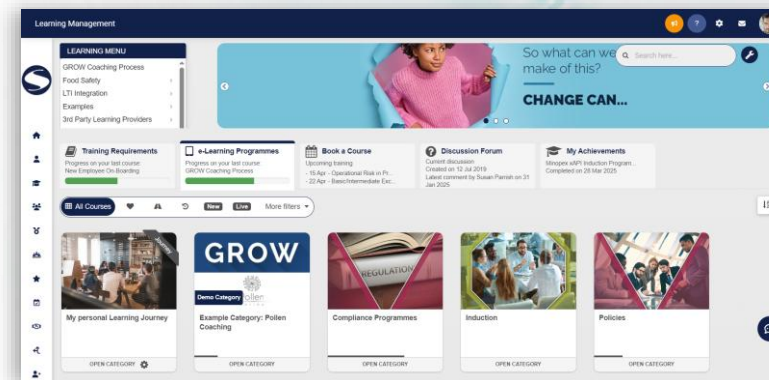 Learning Management
?
LEARNING MENU
GROW Coaching Process
Food Safety
LTI Integration
Examples
3rd Party Learning Providers
So what can we
make of this?
CHANGE CAN...
Search here...
Training Requirements
Progress on your last course:
New Employee On-Boarding
e-Learning Programmes
Progress on your last course:
GROW Coaching Process
Book a Course
Upcoming training
- 15 Apr - Operational Risk in Pr...
- 22 Apr - Basic/Intermediate Exc...
Discussion Forum
Current discussion
Created on 12 Jul 2019
Latest comment by Susan Parrish on 21
Jan 2025
My Achievements
Minopex xAPI Induction Program...
Completed on 28 Mar 2025
All Courses
New
Live
More filters
GROW
Demo Category
REGULATION
My personal Learning Journey
Example Category: Pollen
Coaching
Compliance Programmes
Induction
Policies
OPEN CATEGORY
OPEN CATEGORY
OPEN CATEGORY
OPEN CATEGORY
OPEN CATEGORY